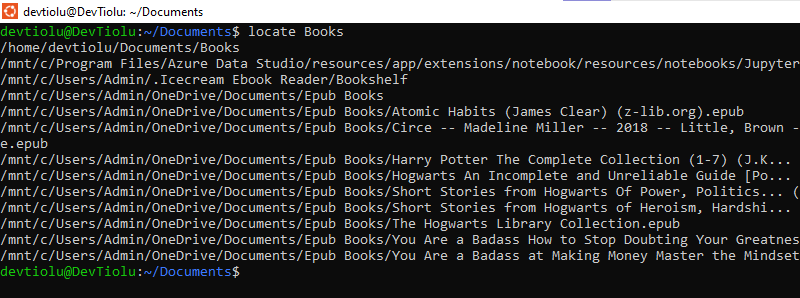 devtiolu@DevTiolu: ~/Documents
devtiolu@DevTiolu:~/Documents$ locate Books
/home/devtiolu/Documents/Books
/mnt/c/Program Files/Azure Data Studio/resources/app/extensions/notebook/resources/notebooks/Jupyter
/mnt/c/Users/Admin/.Icecream Ebook Reader/Bookshelf
/mnt/c/Users/Admin/OneDrive/Documents/Epub Books
/mnt/c/Users/Admin/OneDrive/Documents/Epub Books/Atomic Habits (James Clear) (z-lib.org).epub
/mnt/c/Users/Admin/OneDrive/Documents/Epub Books/Circe -- Madeline Miller -- 2018 -- Little, Brown -
e.epub
/mnt/c/Users/Admin/OneDrive/Documents/Epub Books/Harry Potter The Complete Collection (1-7) (J.K...
/mnt/c/Users/Admin/OneDrive/Documents/Epub Books/Hogwarts An Incomplete and Unreliable Guide [Po...
/mnt/c/Users/Admin/OneDrive/Documents/Epub Books/Short Stories from Hogwarts Of Power, Politics... (
/mnt/c/Users/Admin/OneDrive/Documents/Epub Books/Short Stories from Hogwarts of Heroism, Hardshi...
/mnt/c/Users/Admin/OneDrive/Documents/Epub Books/The Hogwarts Library Collection.epub
/mnt/c/Users/Admin/OneDrive/Documents/Epub Books/You Are a Badass How to Stop Doubting Your Greatnes
/mnt/c/Users/Admin/OneDrive/Documents/Epub Books/You Are a Badass at Making Money Master the Mindset
devtiolu@DevTiolu:~/Documents$